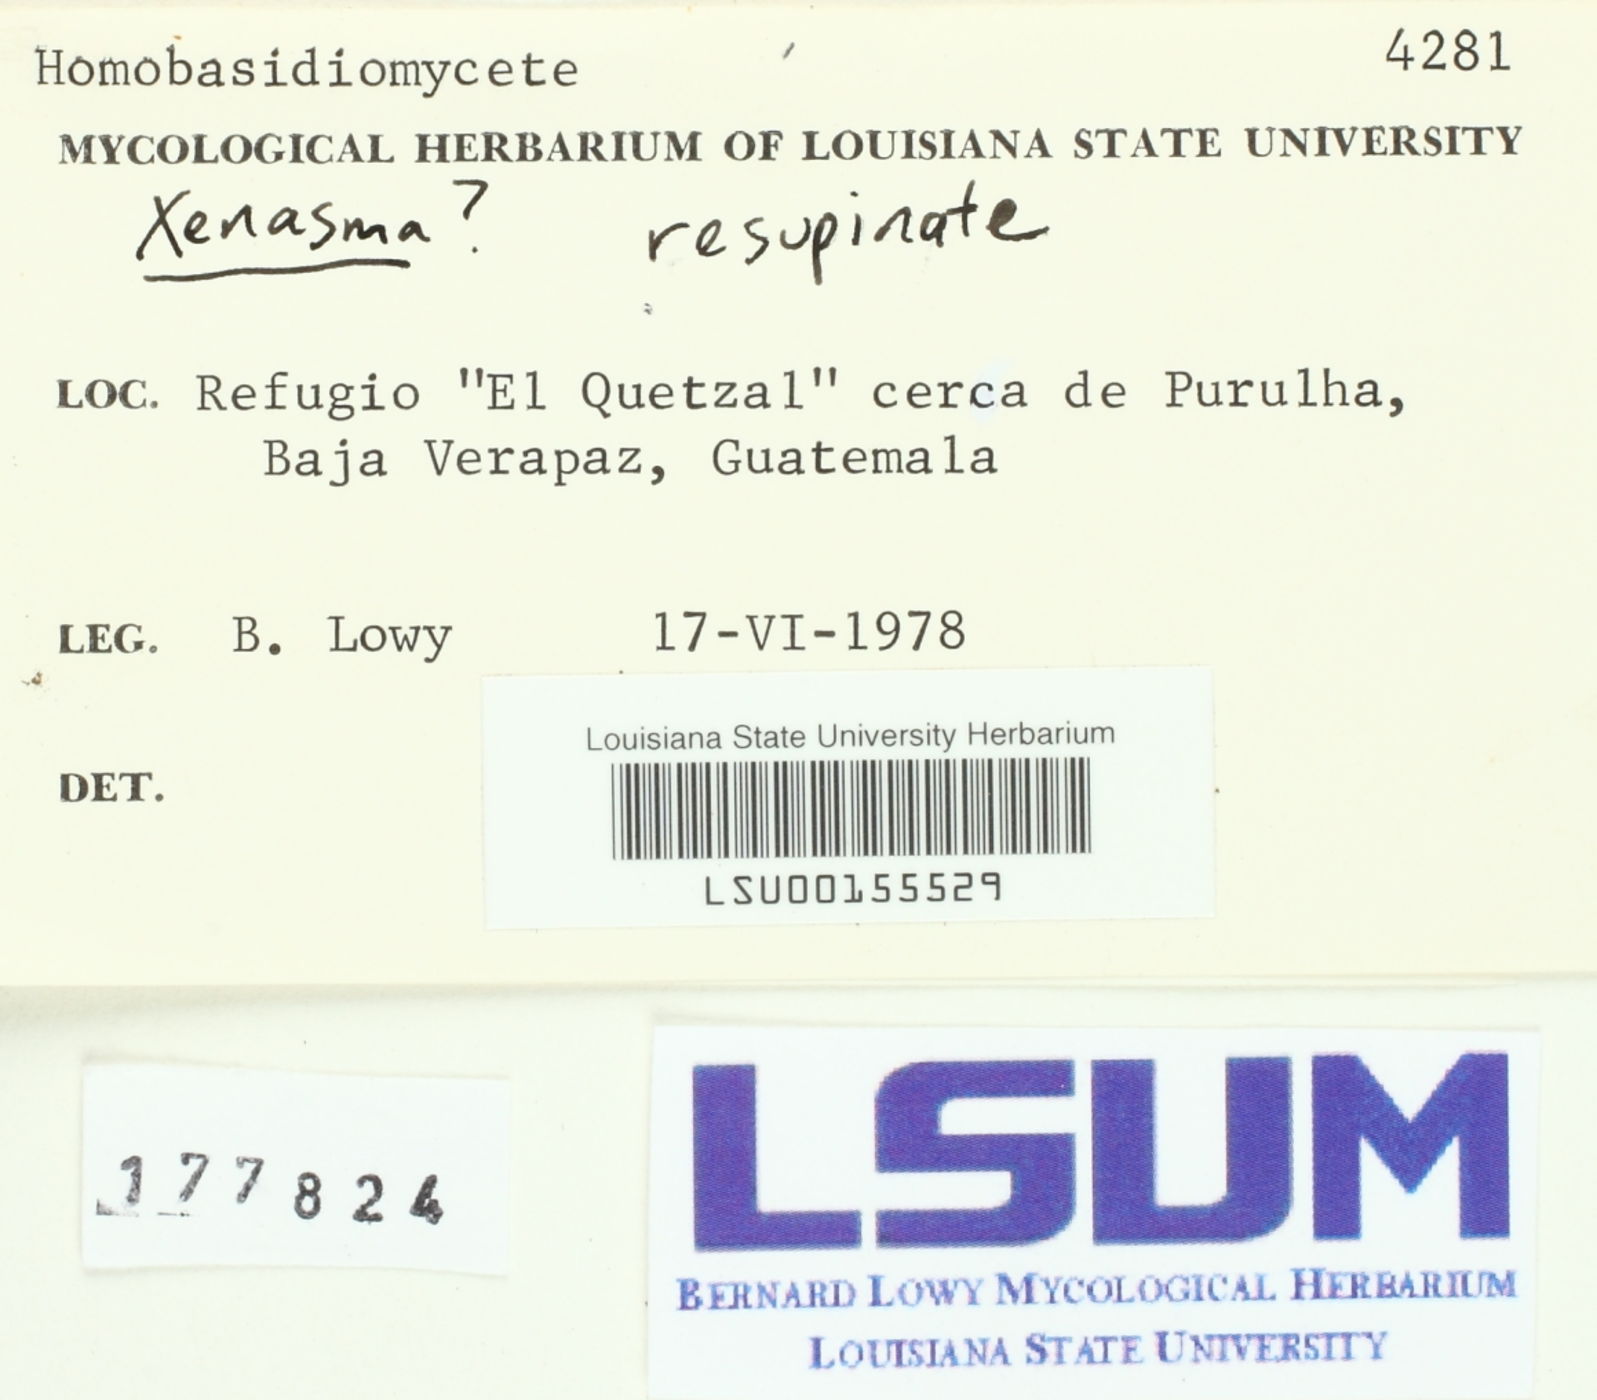 Homobasidiomycete 4281
MYCOLOGICAL HERBARIUM OF LOUISIANA STATE UNIVERSITY
Xenasma? resupinate
LOC. Refugio "El Quetzal" cerca de Purulha,
Baja Verapaz, Guatemala
LEG. B. Lowy 17-VI-1978
Louisiana State University Herbarium
DET.
LSU00155529
177824
LSUM
BERNARD LOWY MYCOLOGICAL HERBARIUM
LOUISIANA STATE UNIVERSITY